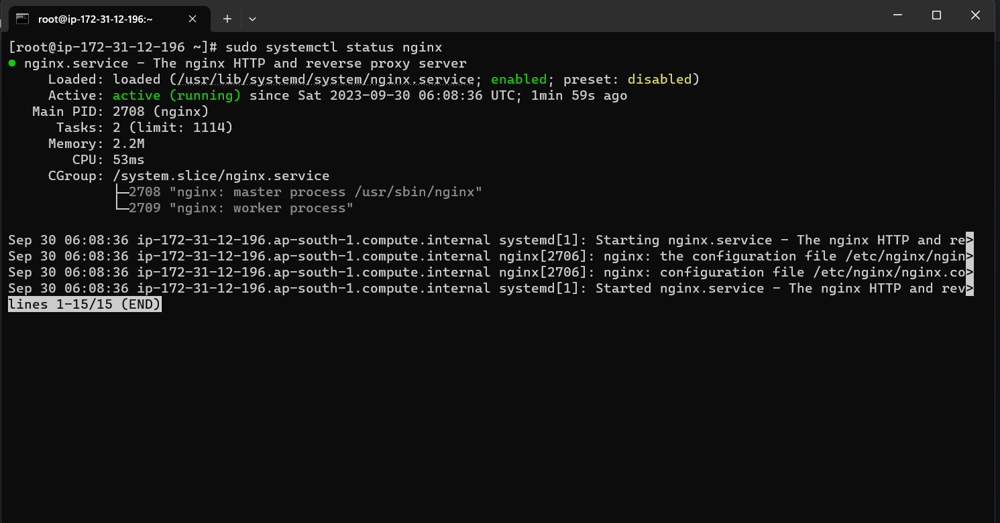 root@ip-172-31-12-196:~
[root@ip-172-31-12-196 ~]# sudo systemctl status nginx
● nginx.service - The nginx HTTP and reverse proxy server
     Loaded: loaded (/usr/lib/systemd/system/nginx.service; enabled; preset: disabled)
     Active: active (running) since Sat 2023-09-30 06:08:36 UTC; 1min 59s ago
   Main PID: 2708 (nginx)
      Tasks: 2 (limit: 1114)
     Memory: 2.2M
        CPU: 53ms
     CGroup: /system.slice/nginx.service
             ├─2708 "nginx: master process /usr/sbin/nginx"
             └─2709 "nginx: worker process"
Sep 30 06:08:36 ip-172-31-12-196.ap-south-1.compute.internal systemd[1]: Starting nginx.service - The nginx HTTP and re>
Sep 30 06:08:36 ip-172-31-12-196.ap-south-1.compute.internal nginx[2706]: nginx: the configuration file /etc/nginx/ngin>
Sep 30 06:08:36 ip-172-31-12-196.ap-south-1.compute.internal nginx[2706]: nginx: configuration file /etc/nginx/nginx.co>
Sep 30 06:08:36 ip-172-31-12-196.ap-south-1.compute.internal systemd[1]: Started nginx.service - The nginx HTTP and rev>
lines 1-15/15 (END)